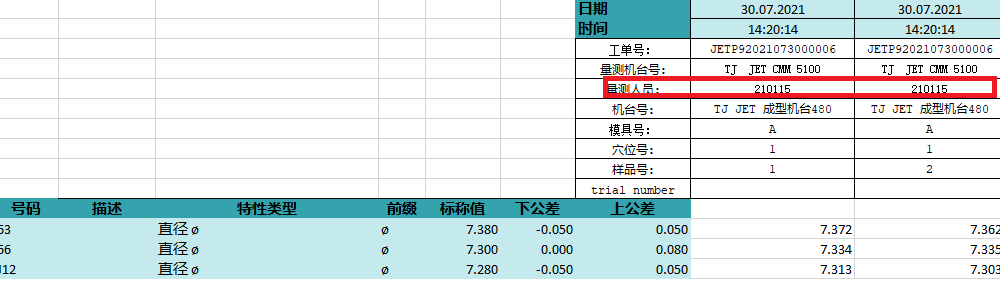 日期 30.07.2021 30.07.2021
时间 14:20:14 14:20:14
工单号: JETP92021073000006 JETP92021073000006
量测机台号: TJ JET CMM 5100 TJ JET CMM 5100
量测人员: 210115 210115
机台号: TJ JET 成型机台480 TJ JET 成型机台480
模具号: A A
穴位号: 1 1
样品号: 1 2
trial number
号码 描述 特性类型 前缀 标称值 下公差 上公差
直径 ø ø 7.380 -0.050 0.050 7.372 7.362
直径 ø ø 7.300 0.000 0.080 7.334 7.335
直径 ø ø 7.280 -0.050 0.050 7.313 7.303